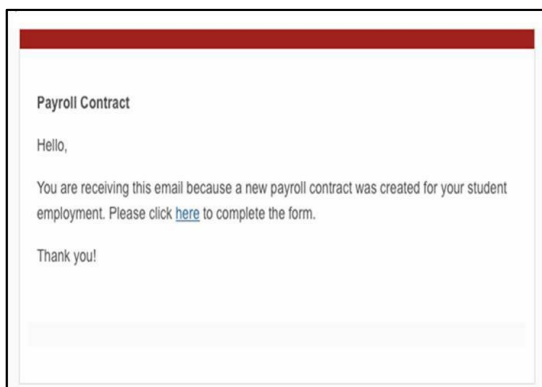 Payroll Contract
Hello,
You are receiving this email because a new payroll contract was created for your student
employment. Please click here to complete the form.
Thank you!